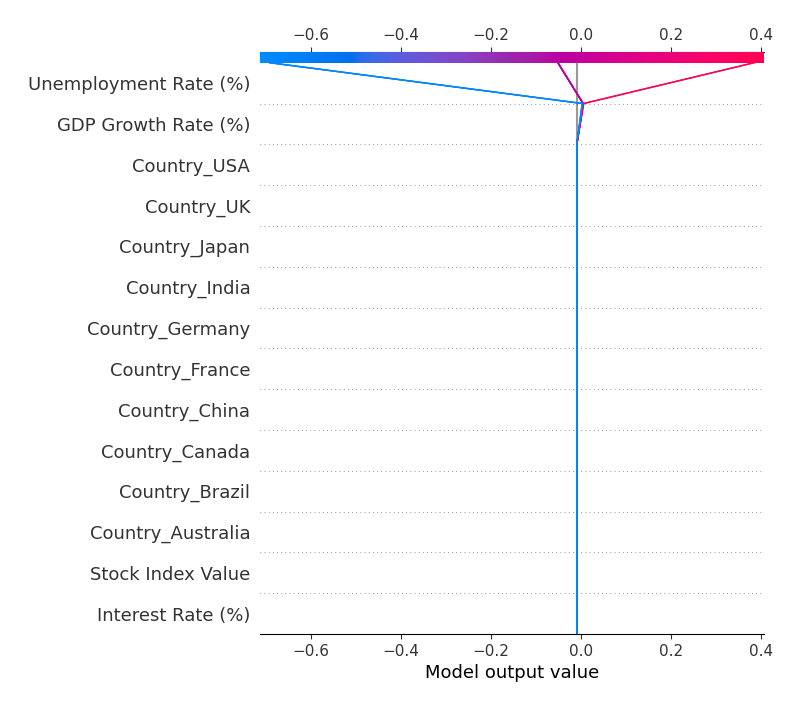 −0.6 −0.4 −0.2 0.0 0.2 0.4
Unemployment Rate (%)
GDP Growth Rate (%)
Country_USA
Country_UK
Country_Japan
Country_India
Country_Germany
Country_France
Country_China
Country_Canada
Country_Brazil
Country_Australia
Stock Index Value
Interest Rate (%)
−0.6 −0.4 −0.2 0.0 0.2 0.4
Model output value